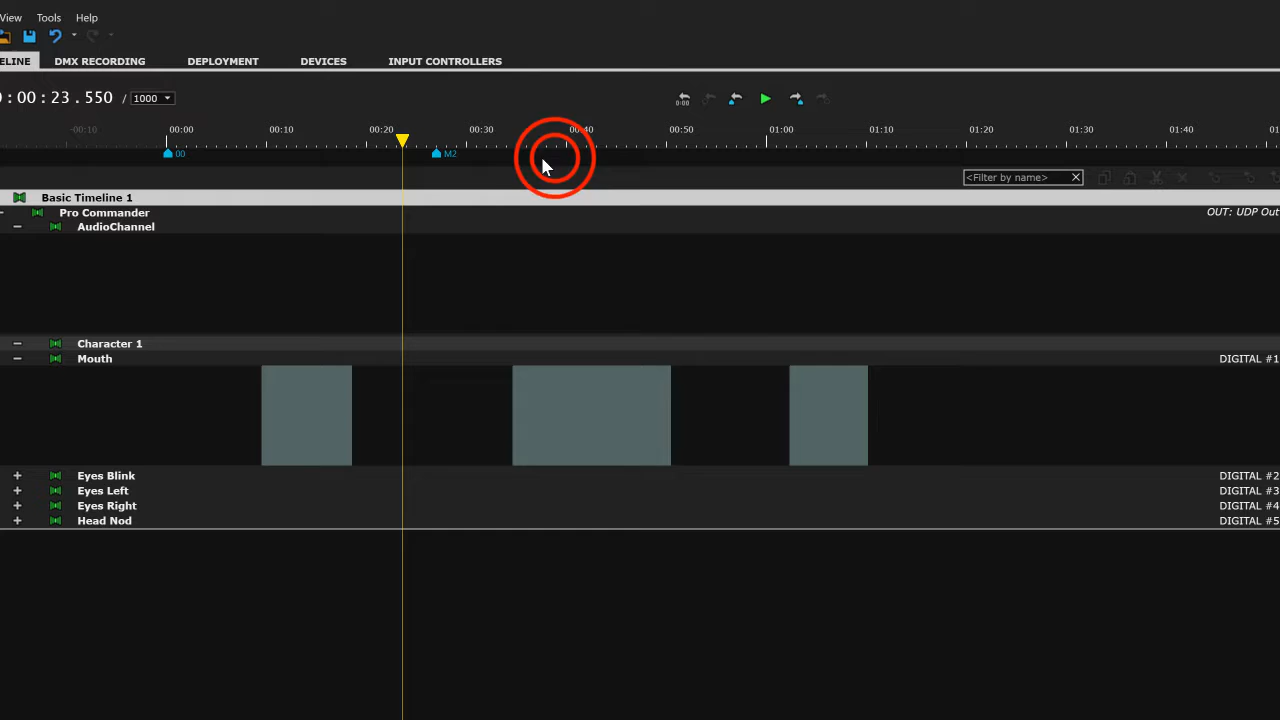 View Tools Help
ELINE DMX RECORDING DEPLOYMENT DEVICES INPUT CONTROLLERS
0:00:23.550 / 1000
-00:10 00:00 00:10 00:20 00:30 00:40 00:50 01:00 01:10 01:20 01:30 01:40 01
00 M2
<Filter by name>
Basic Timeline 1
Pro Commander OUT: UDP Out
AudioChannel
Character 1
Mouth DIGITAL #1
Eyes Blink DIGITAL #2
Eyes Left DIGITAL #3
Eyes Right DIGITAL #4
Head Nod DIGITAL #5